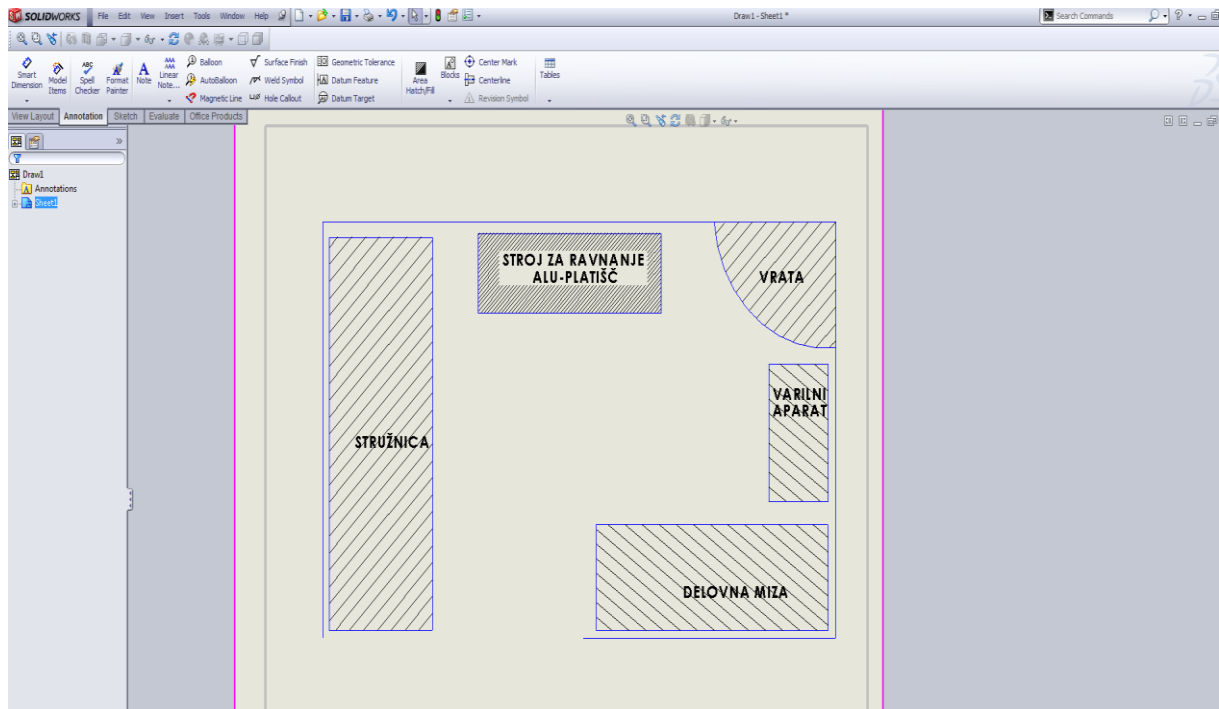 SOLIDWORKS File Edit View Insert Tools Window Help Draw1 - Sheet1 * Search Commands
Smart Dimension
Model Items
Spell Checker
Format Painter
Note
Linear Note...
Balloon
AutoBalloon
Magnetic Line
Surface Finish
Weld Symbol
Hole Callout
Geometric Tolerance
Datum Feature
Datum Target
Area Hatch/Fill
Blocks
Center Mark
Centerline
Revision Symbol
Tables
View Layout Annotation Sketch Evaluate Office Products
Draw1
Annotations
Sheet1
STROJ ZA RAVNANJE
ALU-PLATIŠČ
VRATA
VARILNI
APARAT
STRUŽNICA
DELOVNA MIZA